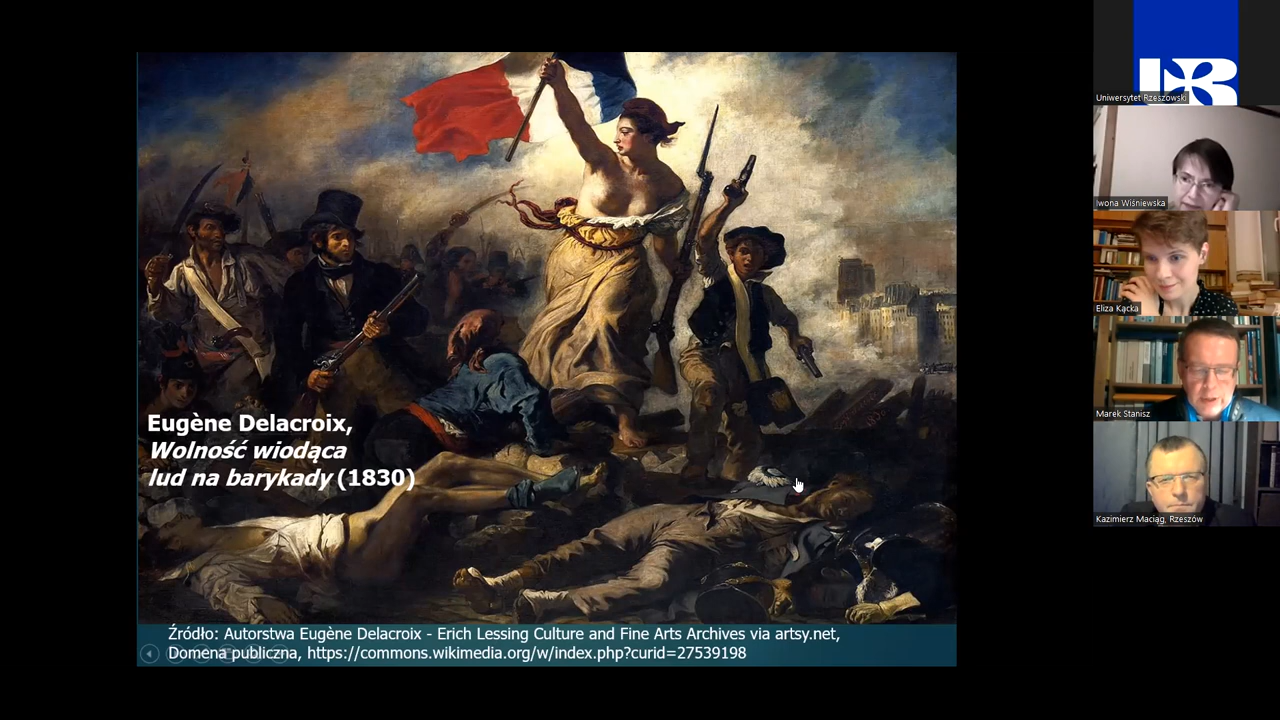 Eugène Delacroix,
Wolność wiodąca
lud na barykady (1830)
Źródło: Autorstwa Eugène Delacroix - Erich Lessing Culture and Fine Arts Archives via artsy.net,
Domena publiczna, https://commons.wikimedia.org/w/index.php?curid=27539198
UR
Uniwersytet Rzeszowski
Iwona Wiśniewska
Eliza Kącka
Marek Stanisz
Kazimierz Maciąg, Rzeszów